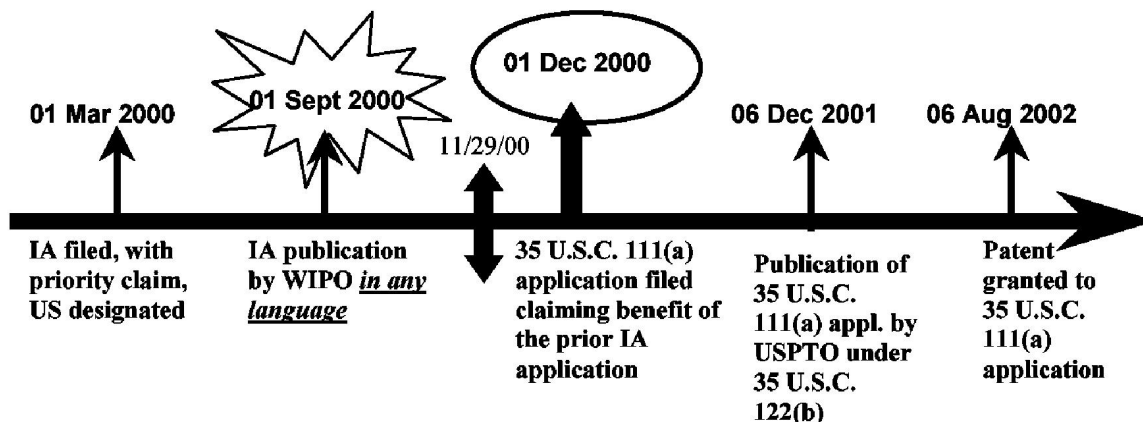 01 Mar 2000
01 Sept 2000
11/29/00
01 Dec 2000
06 Dec 2001
06 Aug 2002
IA filed, with
priority claim,
US designated
IA publication
by WIPO in any
language
35 U.S.C. 111(a)
application filed
claiming benefit of
the prior IA
application
Publication of
35 U.S.C.
111(a) appl. by
USPTO under
35 U.S.C.
122(b)
Patent
granted to
35 U.S.C.
111(a)
application